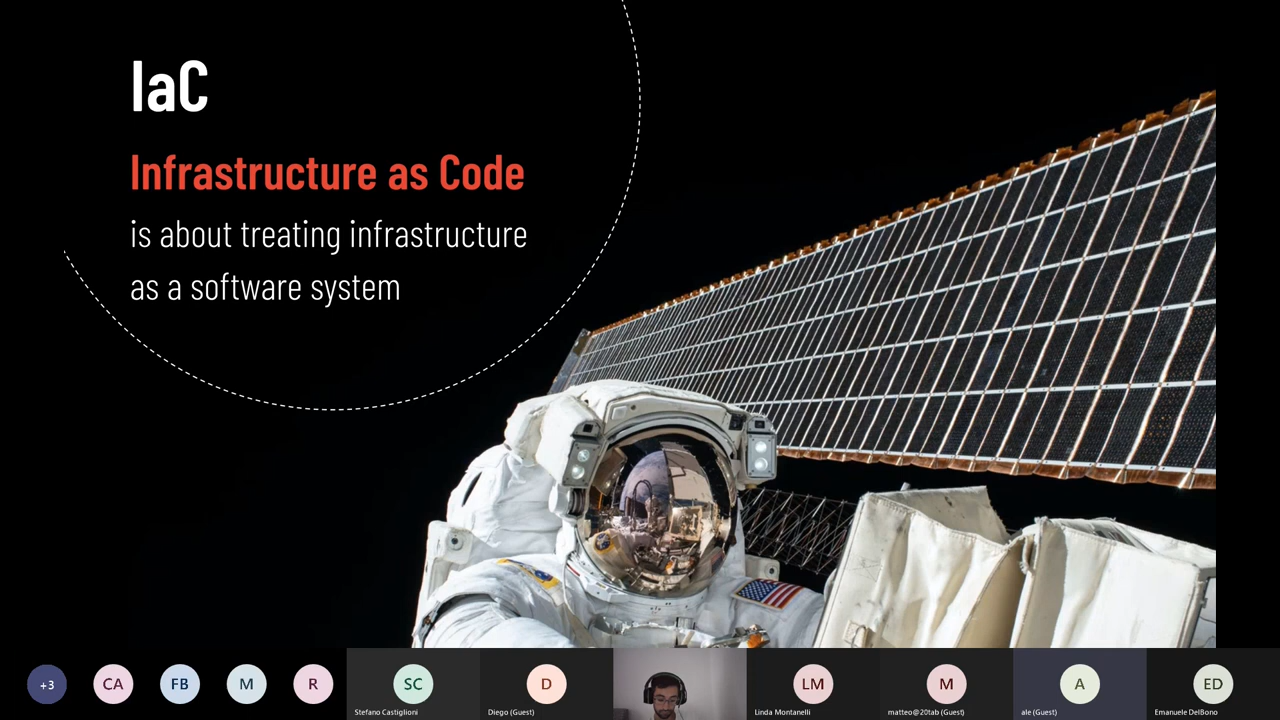 IaC
Infrastructure as Code
is about treating infrastructure
as a software system
+3
CA
FB
M
R
SC
D
LM
M
A
ED
Stefano Castiglioni
Diego (Guest)
Linda Montanelli
matteo@20tab (Guest)
ale (Guest)
Emanuele DelBono